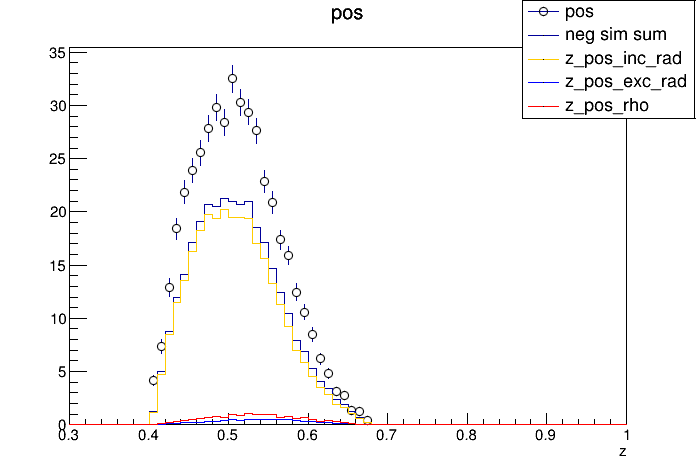 pos
pos
neg sim sum
z_pos_inc_rad
z_pos_exc_rad
z_pos_rho
35
30
25
20
15
10
5
0
0.3 0.4 0.5 0.6 0.7 0.8 0.9 1
z